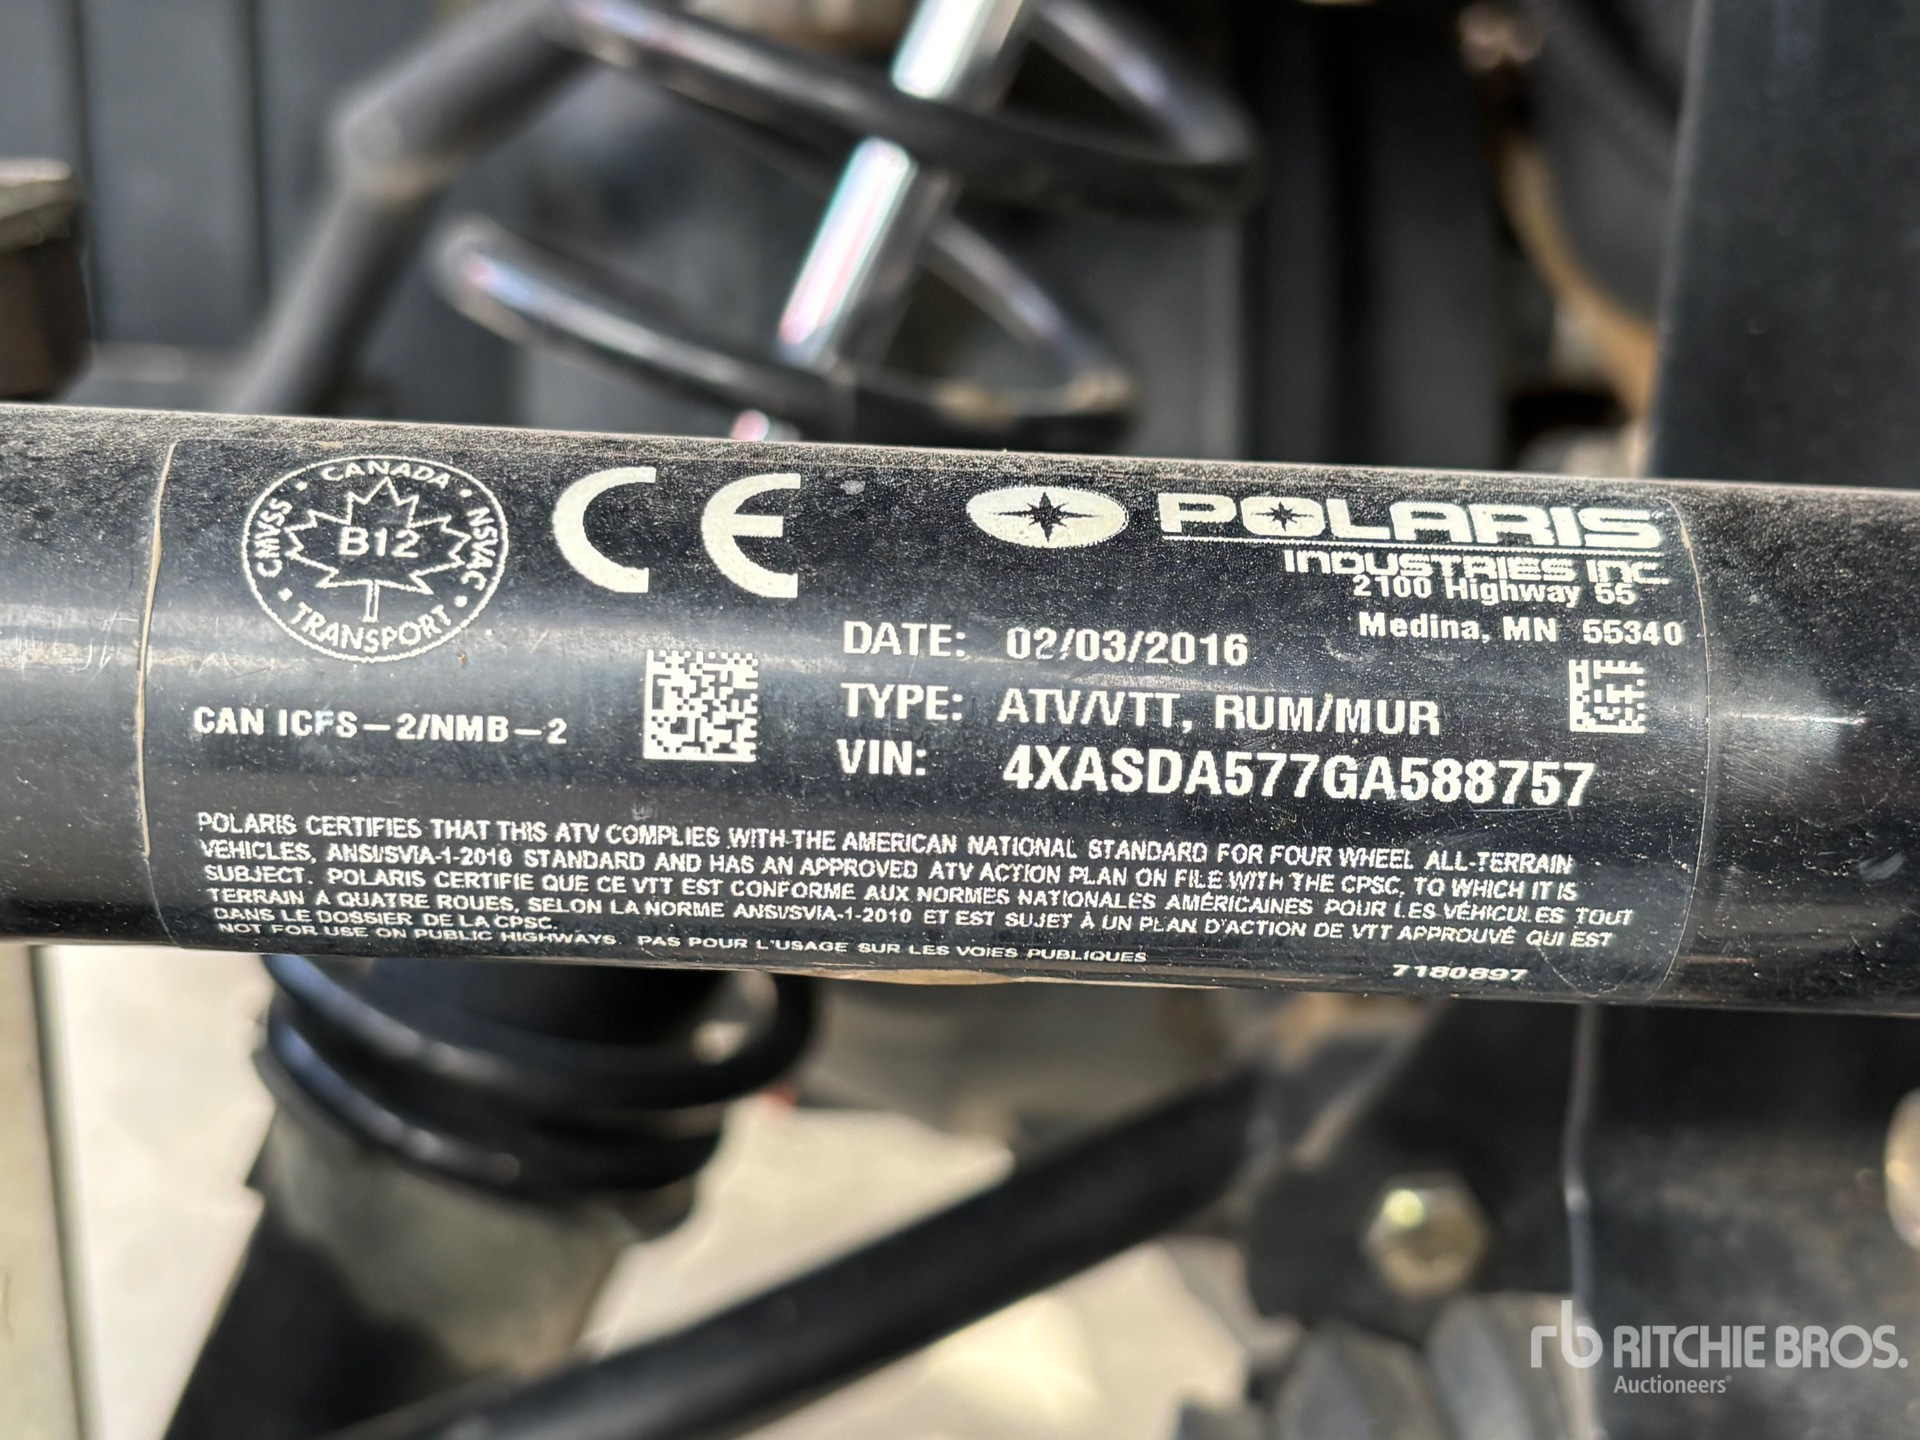 CANADA · NSVAC · TRANSPORT · CMVSS ·
B12
CE
POLARIS
INDUSTRIES INC
2100 Highway 55
Medina, MN 55340
DATE: 02/03/2016
TYPE: ATV/VTT, RUM/MUR
CAN ICES-2/NMB-2
VIN: 4XASDA577GA588757
POLARIS CERTIFIES THAT THIS ATV COMPLIES WITH THE AMERICAN NATIONAL STANDARD FOR FOUR WHEEL ALL-TERRAIN
VEHICLES, ANSI/SVIA-1-2010 STANDARD AND HAS AN APPROVED ATV ACTION PLAN ON FILE WITH THE CPSC, TO WHICH IT IS
SUBJECT. POLARIS CERTIFIE QUE CE VTT EST CONFORME AUX NORMES NATIONALES AMÉRICAINES POUR LES VÉHICULES TOUT
TERRAIN À QUATRE ROUES, SELON LA NORME ANSI/SVIA-1-2010 ET EST SUJET À UN PLAN D'ACTION DE VTT APPROUVÉ QUI EST
DANS LE DOSSIER DE LA CPSC.
NOT FOR USE ON PUBLIC HIGHWAYS. PAS POUR L'USAGE SUR LES VOIES PUBLIQUES
7180897
rb RITCHIE BROS.
Auctioneers